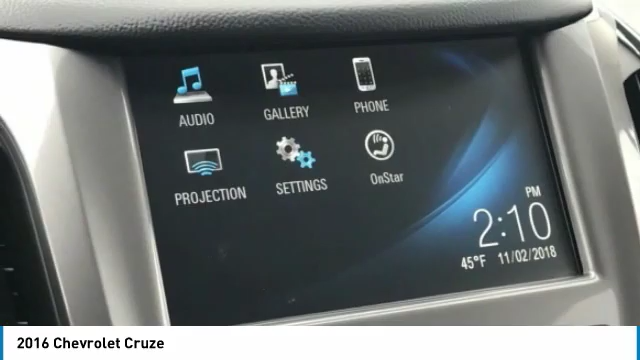 AUDIO
GALLERY
PHONE
PROJECTION
SETTINGS
OnStar
PM
2:10
45°F 11/02/2018
2016 Chevrolet Cruze